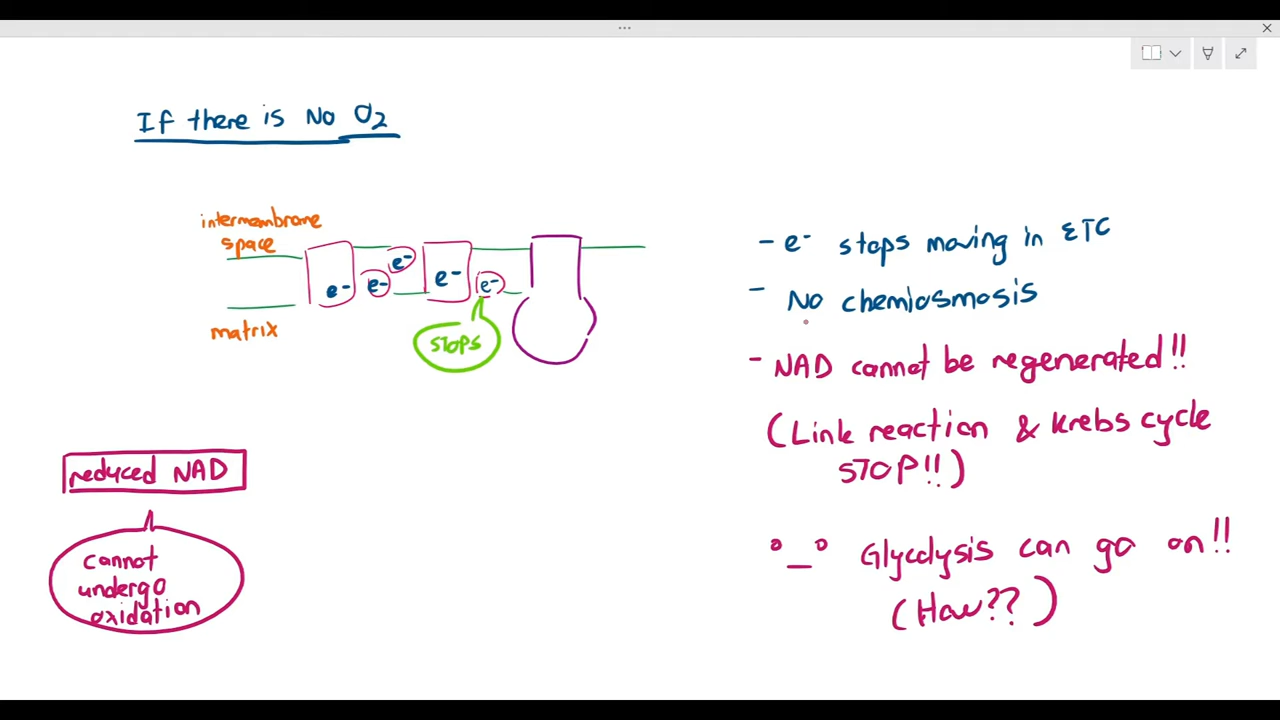 If there is No O2
intermembrane
space
e-
e-
e-
e-
e-
matrix
STOPS
- e- stops moving in ETC
- No chemiosmosis
- NAD cannot be regenerated!!
(Link reaction & Krebs cycle
STOP!!)
Glycolysis can go on!!
(How??)
reduced NAD
cannot
undergo
oxidation